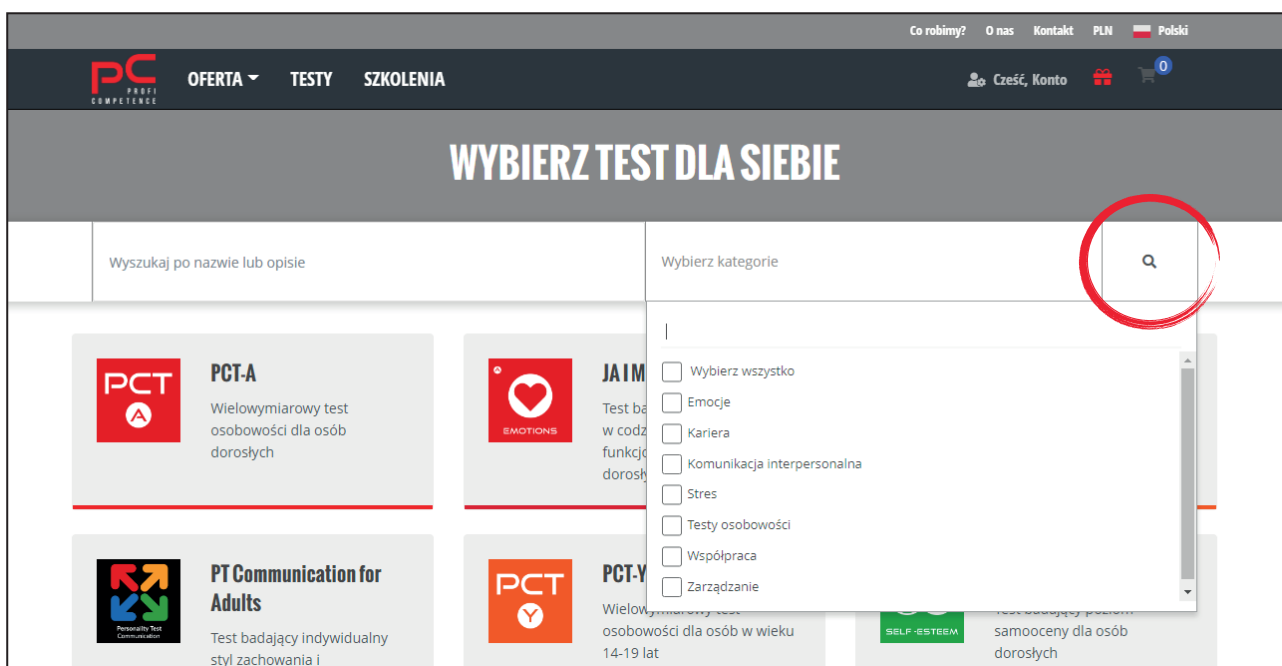 Co robimy? O nas Kontakt PLN Polski
PC
PROFI
COMPETENCE
OFERTA TESTY SZKOLENIA
Cześć, Konto
0
WYBIERZ TEST DLA SIEBIE
Wyszukaj po nazwie lub opisie
Wybierz kategorie
Wybierz wszystko
Emocje
Kariera
Komunikacja interpersonalna
Stres
Testy osobowości
Współpraca
Zarządzanie
PCT
A
PCT-A
Wielowymiarowy test
osobowości dla osób
dorosłych
EMOTIONS
JA I M
Test ba
w codz
funkcjo
dorosły
Personality Test
Communication
PT Communication for
Adults
Test badający indywidualny
styl zachowania i
PCT
Y
PCT-Y
Wielowymiarowy test
osobowości dla osób w wieku
14-19 lat
SELF-ESTEEM
Test badający poziom
samooceny dla osób
dorosłych